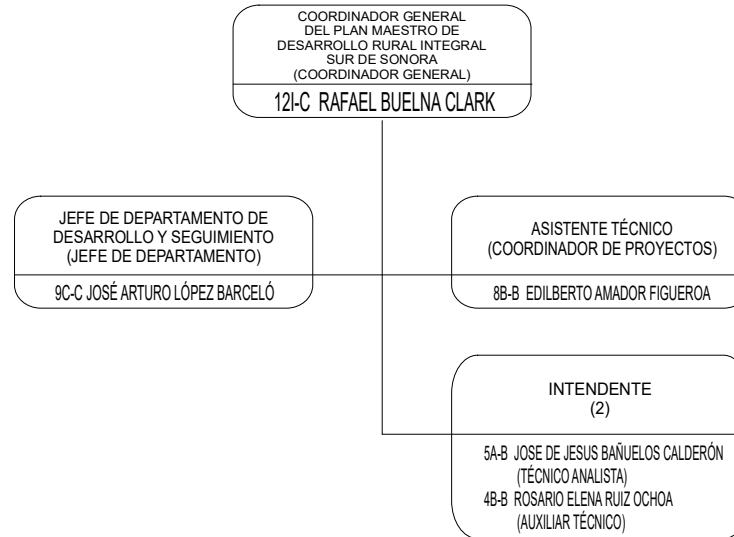 COORDINADOR GENERAL
DEL PLAN MAESTRO DE
DESARROLLO RURAL INTEGRAL
SUR DE SONORA
(COORDINADOR GENERAL)
12I-C RAFAEL BUELNA CLARK
JEFE DE DEPARTAMENTO DE
DESARROLLO Y SEGUIMIENTO
(JEFE DE DEPARTAMENTO)
9C-C JOSÉ ARTURO LÓPEZ BARCELÓ
ASISTENTE TÉCNICO
(COORDINADOR DE PROYECTOS)
8B-B EDILBERTO AMADOR FIGUEROA
INTENDENTE
(2)
5A-B JOSE DE JESUS BAÑUELOS CALDERÓN
(TÉCNICO ANALISTA)
4B-B ROSARIO ELENA RUIZ OCHOA
(AUXILIAR TÉCNICO)